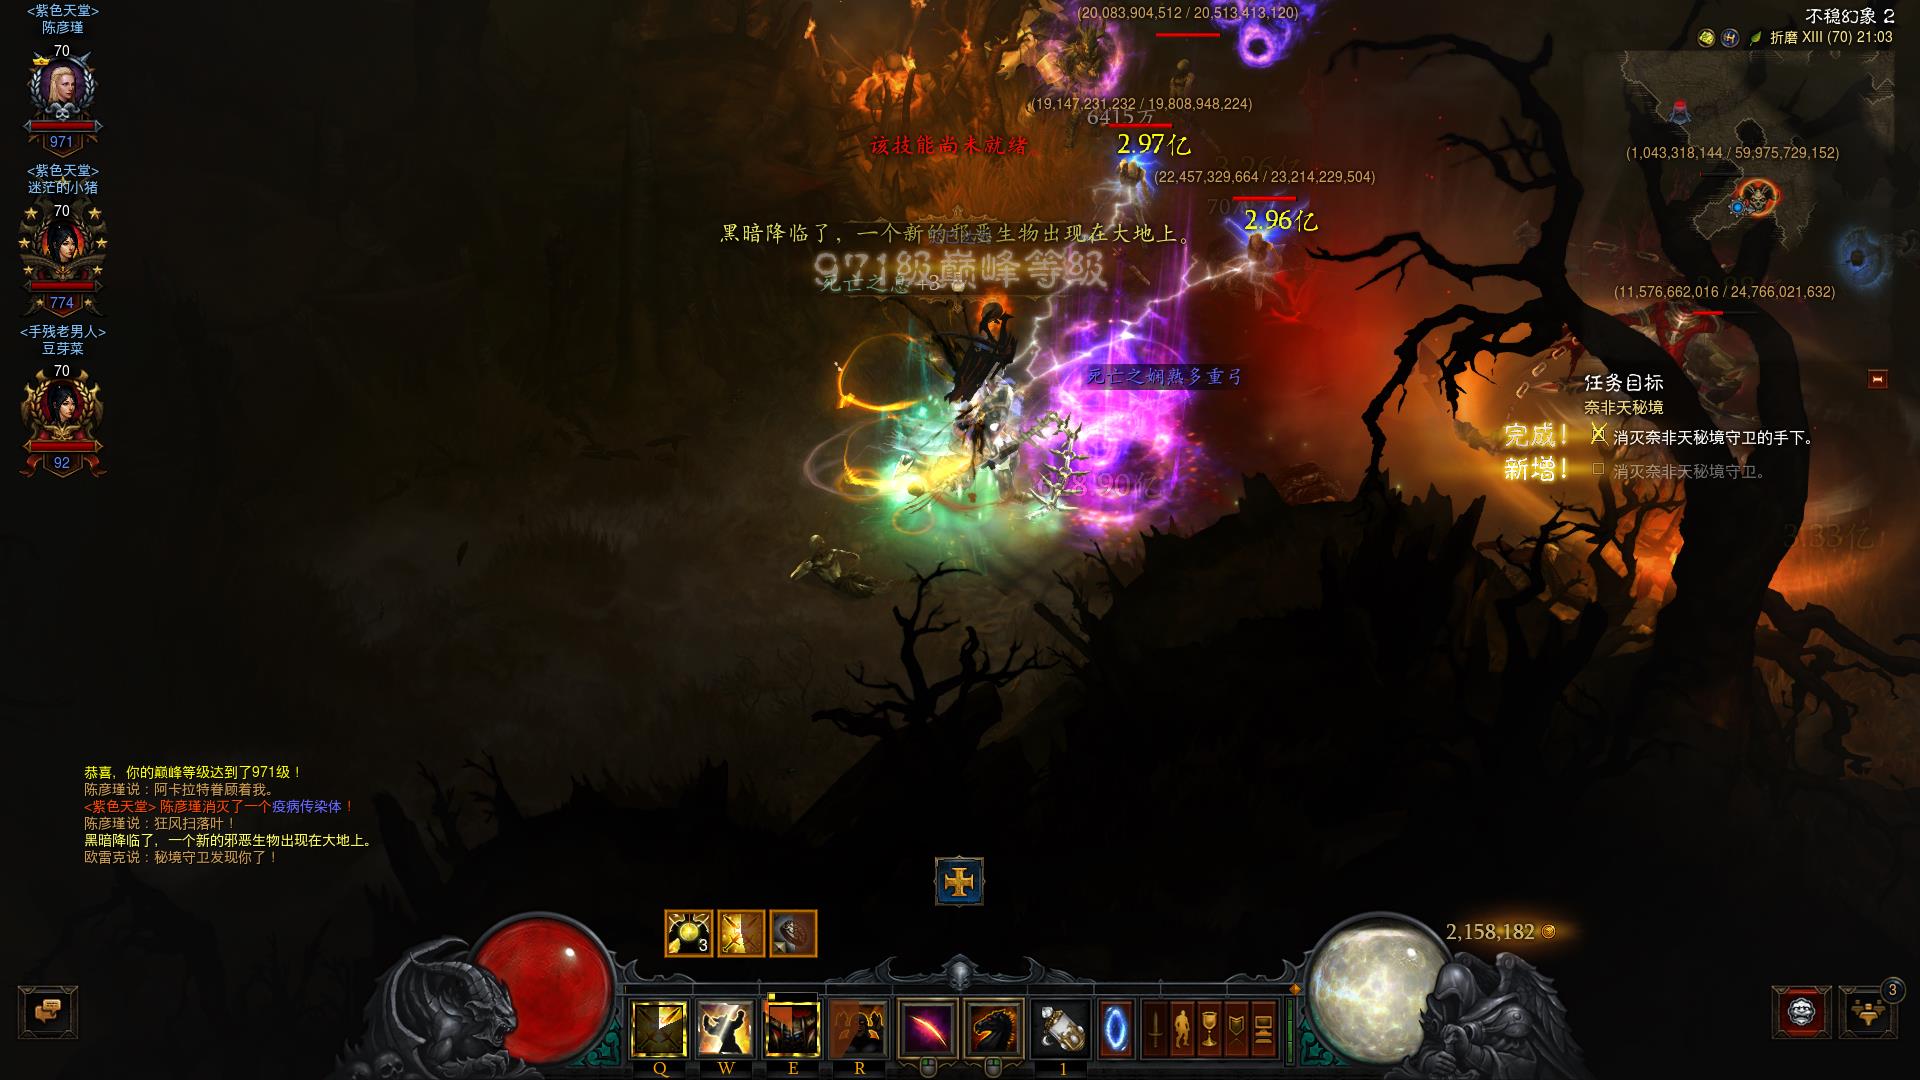 <紫色天堂>
陈彦瑾
70
971
<紫色天堂>
迷茫的小猪
70
774
<手残老男人>
豆芽菜
70
92
(20,083,904,512 / 20,513,413,120)
(19,147,231,232 / 19,808,948,224)
6415万
该技能尚未就绪
2.97亿
3.26亿
(22,457,329,664 / 23,214,229,504)
2.96亿
黑暗降临了，一个新的邪恶生物出现在大地上。
971级巅峰等级
死亡之息 +3
死亡之娴熟多重弓
不稳幻象 2
折磨 XIII (70) 21:03
(1,043,318,144 / 59,975,729,152)
(11,576,662,016 / 24,766,021,632)
任务目标
奈非天秘境
完成！ 消灭奈非天秘境守卫的手下。
新增！ 消灭奈非天秘境守卫。
3.33亿
恭喜，你的巅峰等级达到了971级！
陈彦瑾说：阿卡拉特眷顾着我。
<紫色天堂> 陈彦瑾消灭了一个疫病传染体！
陈彦瑾说：狂风扫落叶！
黑暗降临了，一个新的邪恶生物出现在大地上。
欧雷克说：秘境守卫发现你了！
3
2,158,182
Q W E R 1
3